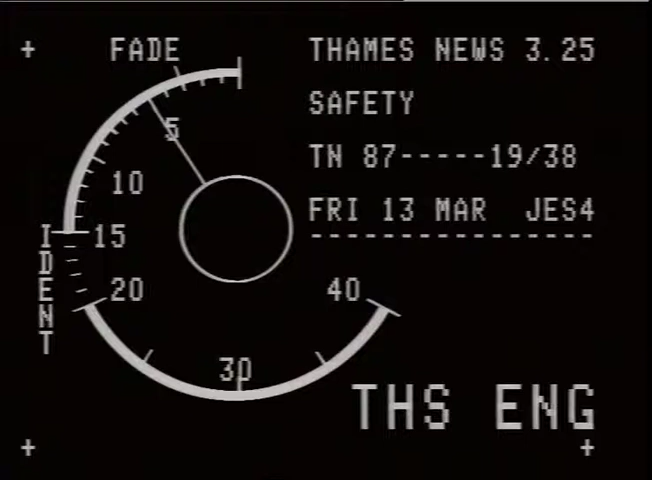 FADE
THAMES NEWS 3.25
SAFETY
TN 87-----19/38
FRI 13 MAR JES4
----------------
5
10
15
20
30
40
IDENT
THS ENG